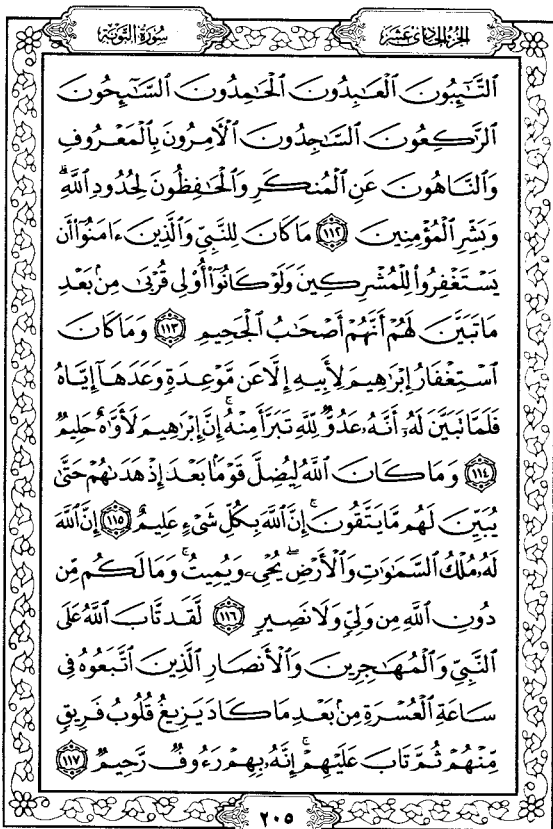 الجزء الحادى عشر سورة التوبة
ٱلتَّـٰٓئِبُونَ ٱلْعَـٰبِدُونَ ٱلْحَـٰمِدُونَ ٱلسَّـٰٓئِحُونَ
ٱلرَّٰكِعُونَ ٱلسَّـٰجِدُونَ ٱلْـَٔامِرُونَ بِٱلْمَعْرُوفِ
وَٱلنَّاهُونَ عَنِ ٱلْمُنكَرِ وَٱلْحَـٰفِظُونَ لِحُدُودِ ٱللَّهِ ۗ
وَبَشِّرِ ٱلْمُؤْمِنِينَ ١١٢ مَا كَانَ لِلنَّبِىِّ وَٱلَّذِينَ ءَامَنُوٓا۟ أَن
يَسْتَغْفِرُوا۟ لِلْمُشْرِكِينَ وَلَوْ كَانُوٓا۟ أُو۟لِى قُرْبَىٰ مِنۢ بَعْدِ
مَا تَبَيَّنَ لَهُمْ أَنَّهُمْ أَصْحَـٰبُ ٱلْجَحِيمِ ١١٣ وَمَا كَانَ
ٱسْتِغْفَارُ إِبْرَٰهِيمَ لِأَبِيهِ إِلَّا عَن مَّوْعِدَةٍ وَعَدَهَآ إِيَّاهُ
فَلَمَّا تَبَيَّنَ لَهُۥٓ أَنَّهُۥ عَدُوٌّ لِّلَّهِ تَبَرَّأَ مِنْهُ ۚ إِنَّ إِبْرَٰهِيمَ لَأَوَّٰهٌ حَلِيمٌ
١١٤ وَمَا كَانَ ٱللَّهُ لِيُضِلَّ قَوْمًۢا بَعْدَ إِذْ هَدَىٰهُمْ حَتَّىٰ
يُبَيِّنَ لَهُم مَّا يَتَّقُونَ ۚ إِنَّ ٱللَّهَ بِكُلِّ شَىْءٍ عَلِيمٌ ١١٥ إِنَّ ٱللَّهَ
لَهُۥ مُلْكُ ٱلسَّمَـٰوَٰتِ وَٱلْأَرْضِ ۖ يُحْىِۦ وَيُمِيتُ ۚ وَمَا لَكُم مِّن
دُونِ ٱللَّهِ مِن وَلِىٍّ وَلَا نَصِيرٍ ١١٦ لَّقَد تَّابَ ٱللَّهُ عَلَى
ٱلنَّبِىِّ وَٱلْمُهَـٰجِرِينَ وَٱلْأَنصَارِ ٱلَّذِينَ ٱتَّبَعُوهُ فِى
سَاعَةِ ٱلْعُسْرَةِ مِنۢ بَعْدِ مَا كَادَ يَزِيغُ قُلُوبُ فَرِيقٍ
مِّنْهُمْ ثُمَّ تَابَ عَلَيْهِمْ ۚ إِنَّهُۥ بِهِمْ رَءُوفٌ رَّحِيمٌ ١١٧
٢٠٥